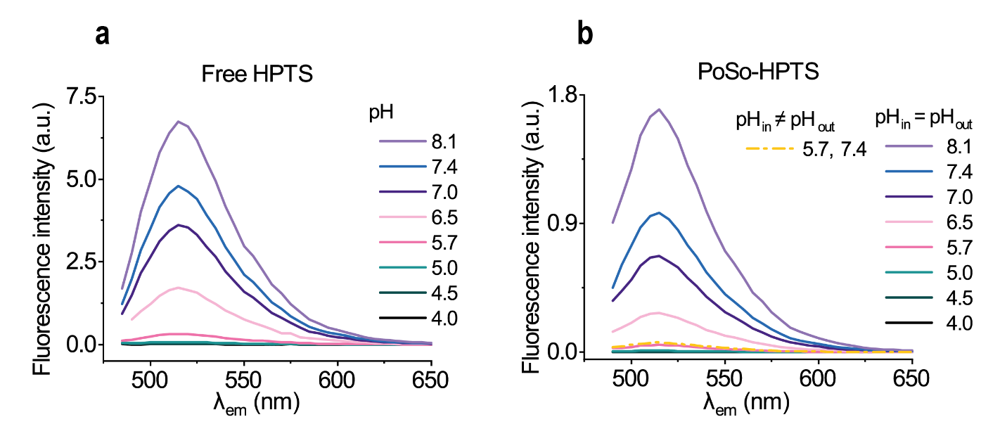 a
Free HPTS
Fluorescence intensity (a.u.)
7.5
5.0
2.5
0.0
500 550 600 650
λem (nm)
pH
8.1
7.4
7.0
6.5
5.7
5.0
4.5
4.0
b
PoSo-HPTS
Fluorescence intensity (a.u.)
1.8
0.9
0.0
500 550 600 650
λem (nm)
pHin ≠ pHout
5.7, 7.4
pHin = pHout
8.1
7.4
7.0
6.5
5.7
5.0
4.5
4.0